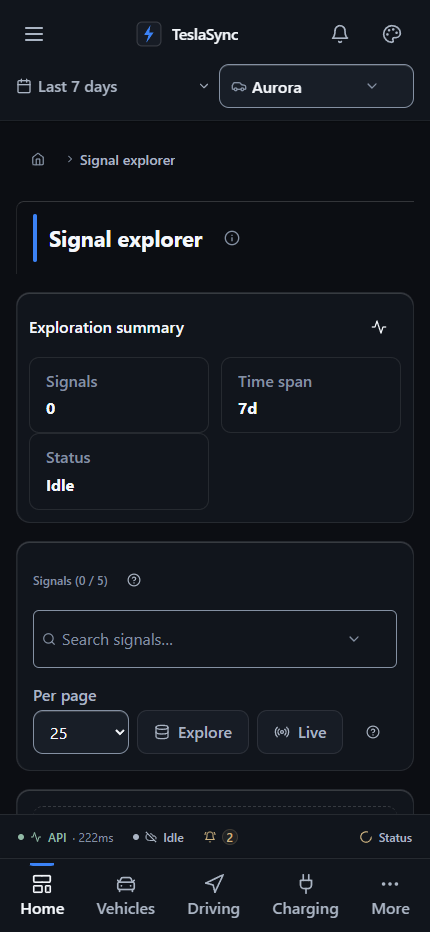 TeslaSync
Last 7 days
Aurora
Signal explorer
Signal explorer
Exploration summary
Signals
0
Time span
7d
Status
Idle
Signals (0 / 5)
Search signals...
Per page
25
Explore
Live
API · 222ms
Idle
2
Status
Home
Vehicles
Driving
Charging
More